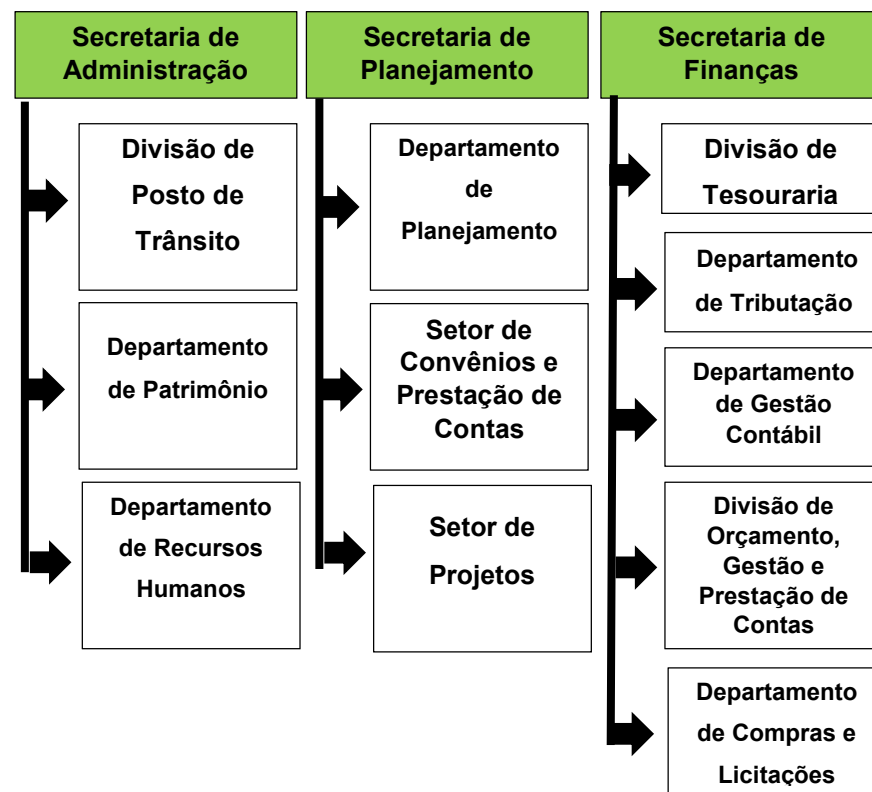 Secretaria de
Administração
Divisão de
Posto de
Trânsito
Departamento
de Patrimônio
Departamento
de Recursos
Humanos
Secretaria de
Planejamento
Departamento
de
Planejamento
Setor de
Convênios e
Prestação de
Contas
Setor de
Projetos
Secretaria de
Finanças
Divisão de
Tesouraria
Departamento
de Tributação
Departamento
de Gestão
Contábil
Divisão de
Orçamento,
Gestão e
Prestação de
Contas
Departamento
de Compras e
Licitações